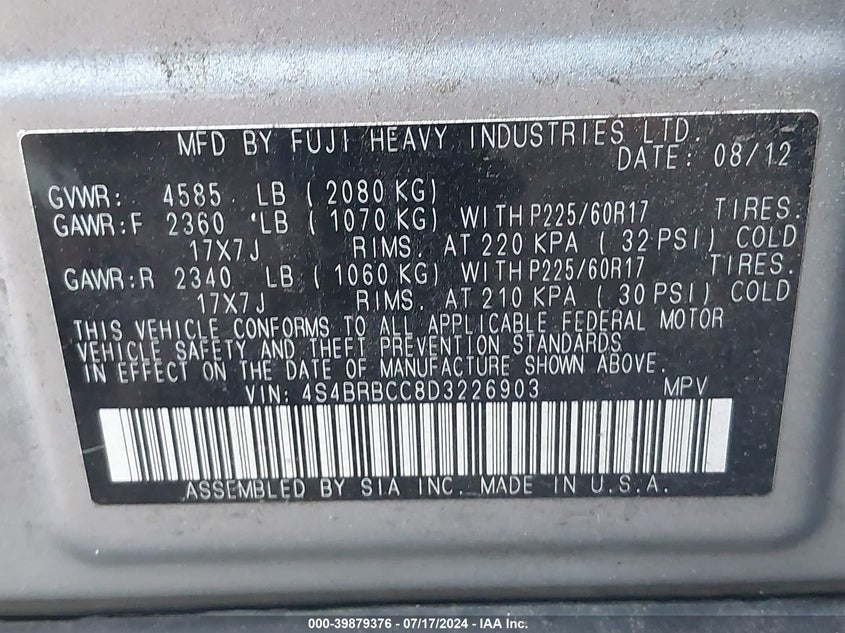 MFD BY FUJI HEAVY INDUSTRIES LTD.
DATE: 08/12
GVWR: 4585 LB (2080 KG)
GAWR:F 2360 LB (1070 KG) WITH P225/60R17 TIRES.
17X7J RIMS. AT 220 KPA (32 PSI) COLD
GAWR:R 2340 LB (1060 KG) WITH P225/60R17 TIRES.
17X7J RIMS. AT 210 KPA (30 PSI) COLD
THIS VEHICLE CONFORMS TO ALL APPLICABLE FEDERAL MOTOR
VEHICLE SAFETY AND THEFT PREVENTION STANDARDS
IN EFFECT ON THE DATE OF MANUFACTURE SHOWN ABOVE.
VIN: 4S4BRBCC8D3226903 MPV
ASSEMBLED BY SIA INC. MADE IN U.S.A.
000-39879376 / 07/17/2024 - IAAI.COM